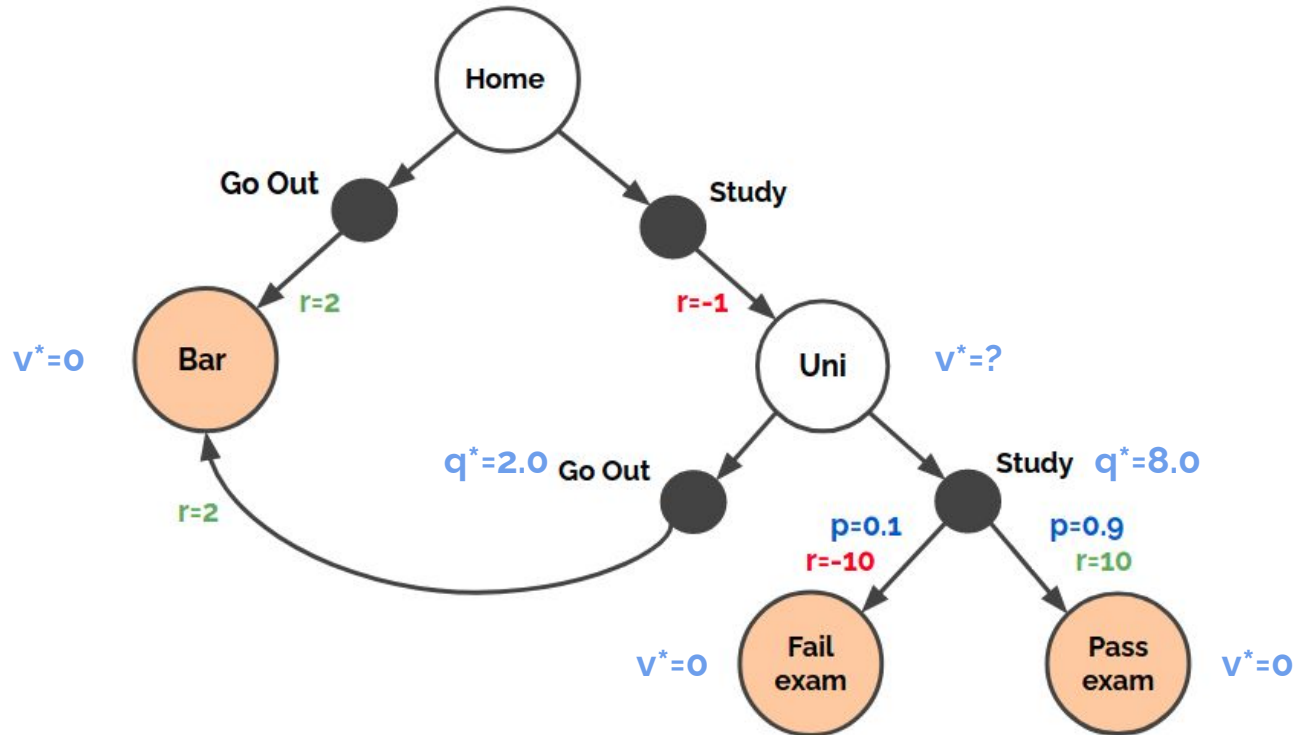 Home
Go Out
Study
r=2
r=-1
v*=0
Bar
Uni
v*=?
q*=2.0
Go Out
Study
q*=8.0
r=2
p=0.1
p=0.9
r=-10
r=10
v*=0
Fail
exam
Pass
exam
v*=0